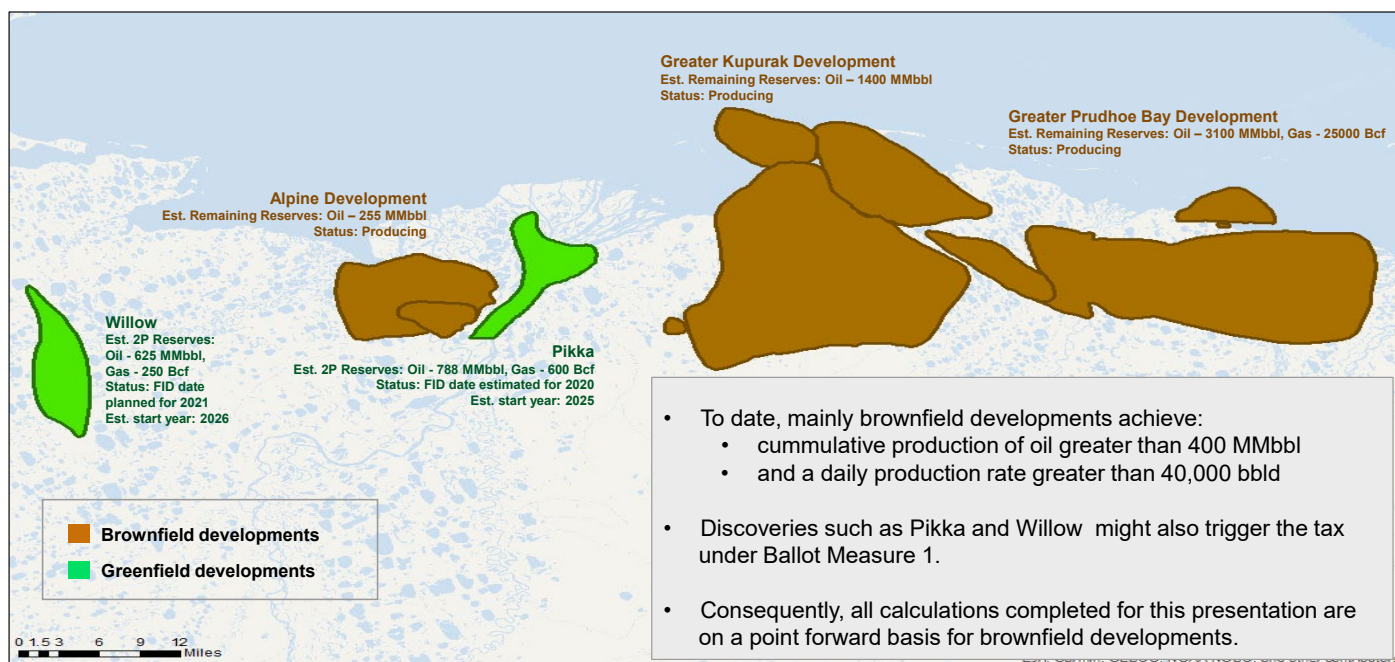 Greater Kupurak Development
Est. Remaining Reserves: Oil – 1400 MMbbl
Status: Producing
Greater Prudhoe Bay Development
Est. Remaining Reserves: Oil – 3100 MMbbl, Gas - 25000 Bcf
Status: Producing
Alpine Development
Est. Remaining Reserves: Oil – 255 MMbbl
Status: Producing
Willow
Est. 2P Reserves:
Oil - 625 MMbbl,
Gas - 250 Bcf
Status: FID date
planned for 2021
Est. start year: 2026
Pikka
Est. 2P Reserves: Oil - 788 MMbbl, Gas - 600 Bcf
Status: FID date estimated for 2020
Est. start year: 2025
• To date, mainly brownfield developments achieve:
• cummulative production of oil greater than 400 MMbbl
• and a daily production rate greater than 40,000 bbld
• Discoveries such as Pikka and Willow might also trigger the tax
under Ballot Measure 1.
• Consequently, all calculations completed for this presentation are
on a point forward basis for brownfield developments.
Brownfield developments
Greenfield developments
0 1.5 3 6 9 12
Miles